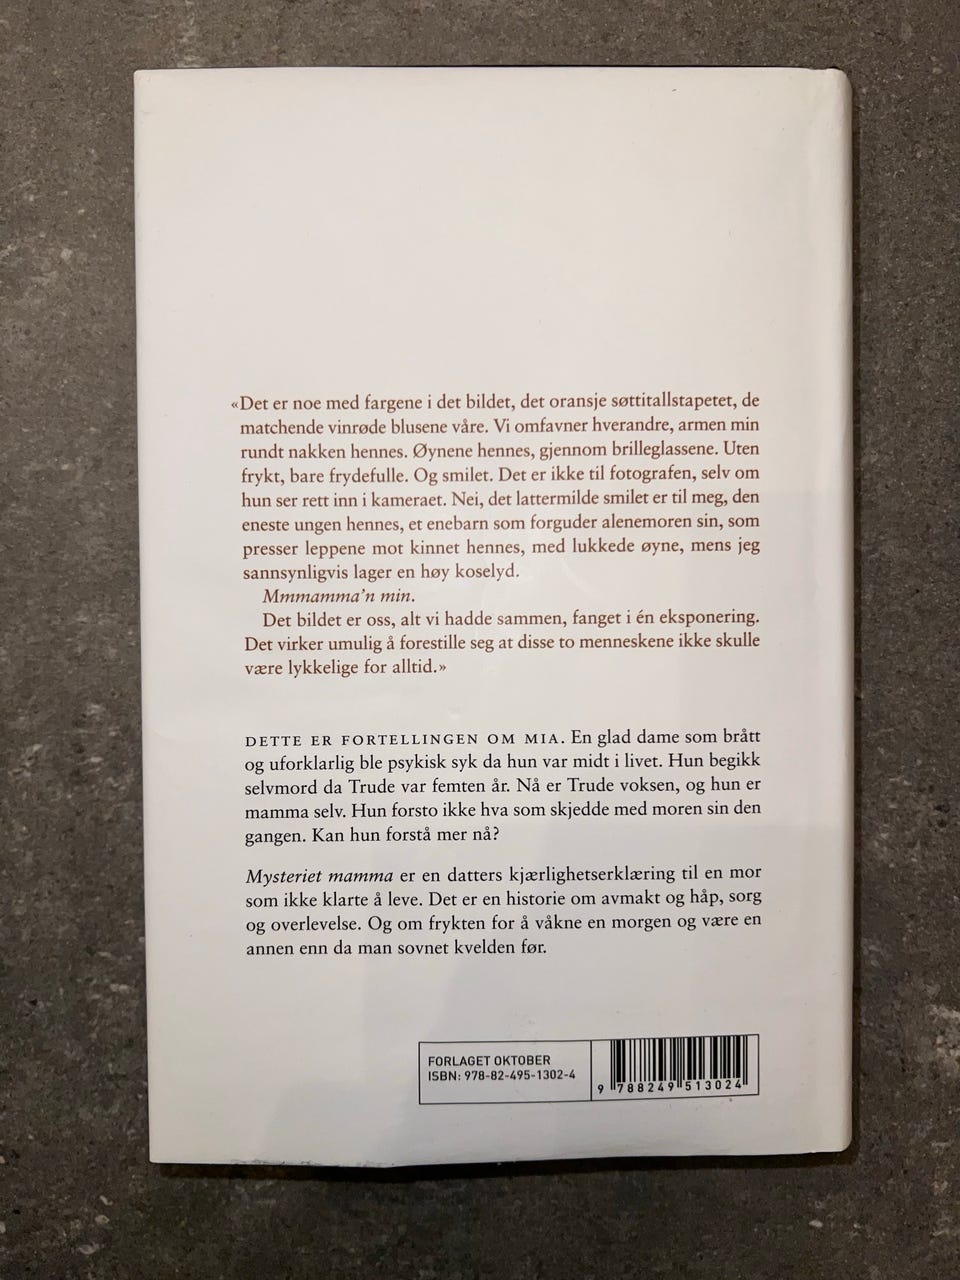 «Det er noe med fargene i det bildet, det oransje søttitallstapetet, de
matchende vinrøde blusene våre. Vi omfavner hverandre, armen min
rundt nakken hennes. Øynene hennes, gjennom brilleglassene. Uten
frykt, bare frydefulle. Og smilet. Det er ikke til fotografen, selv om
hun ser rett inn i kameraet. Nei, det lattermilde smilet er til meg, den
eneste ungen hennes, et enebarn som forguder alenemoren sin, som
presser leppene mot kinnet hennes, med lukkede øyne, mens jeg
sannsynligvis lager en høy koselyd.
Mmmamma'n min.
Det bildet er oss, alt vi hadde sammen, fanget i én eksponering.
Det virker umulig å forestille seg at disse to menneskene ikke skulle
være lykkelige for alltid.»
DETTE ER FORTELLINGEN OM MIA. En glad dame som brått
og uforklarlig ble psykisk syk da hun var midt i livet. Hun begikk
selvmord da Trude var femten år. Nå er Trude voksen, og hun er
mamma selv. Hun forsto ikke hva som skjedde med moren sin den
gangen. Kan hun forstå mer nå?
Mysteriet mamma er en datters kjærlighetserklæring til en mor
som ikke klarte å leve. Det er en historie om avmakt og håp, sorg
og overlevelse. Og om frykten for å våkne en morgen og være en
annen enn da man sovnet kvelden før.
FORLAGET OKTOBER
ISBN: 978-82-495-1302-4
9 788249 513024